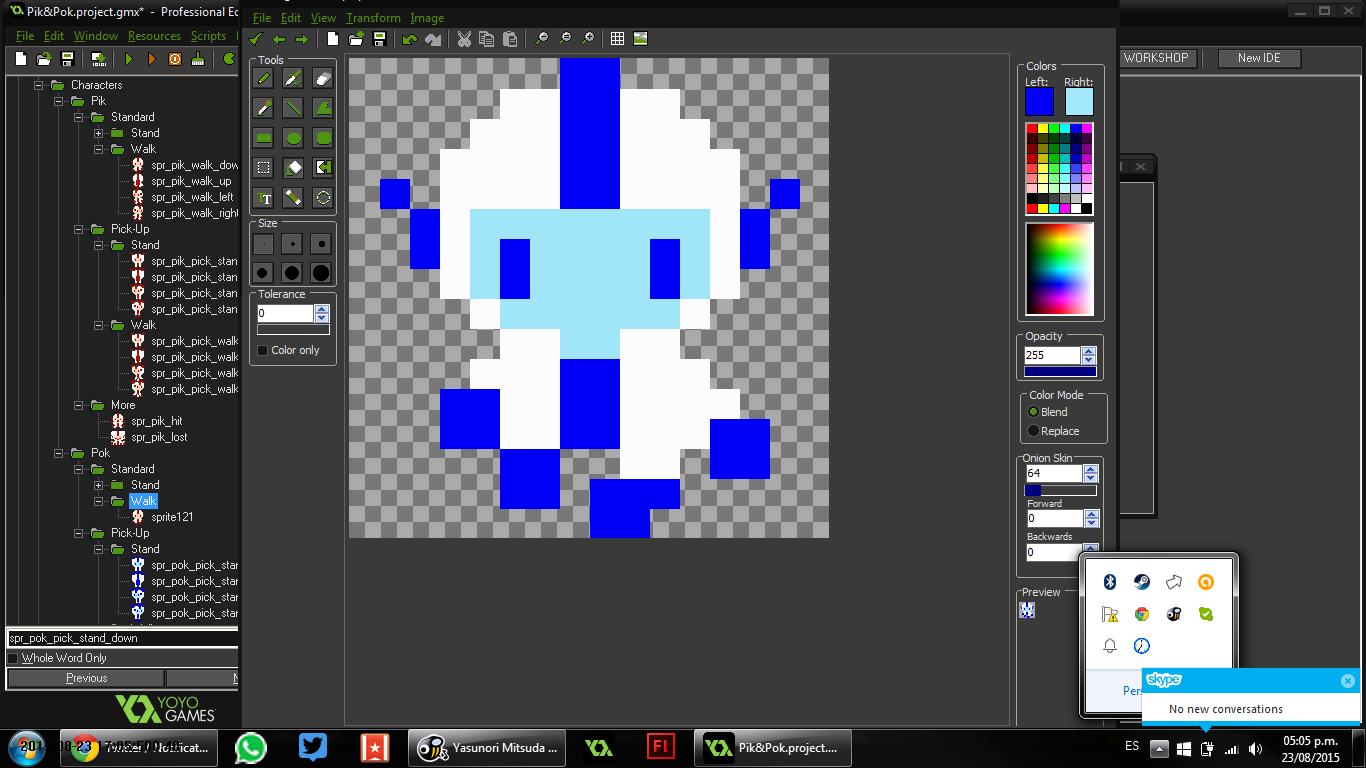 Pik&Pok.project.gmx* - Professional Ed
File Edit Window Resources Scripts
File Edit View Transform Image
WORKSHOP
New IDE
Characters
Pik
Standard
Stand
Walk
spr_pik_walk_dow
spr_pik_walk_up
spr_pik_walk_left
spr_pik_walk_right
Pick-Up
Stand
spr_pik_pick_stan
spr_pik_pick_stan
spr_pik_pick_stan
spr_pik_pick_stan
Walk
spr_pik_pick_walk
spr_pik_pick_walk
spr_pik_pick_walk
spr_pik_pick_walk
More
spr_pik_hit
spr_pik_lost
Pok
Standard
Stand
Walk
sprite121
Pick-Up
Stand
spr_pok_pick_star
spr_pok_pick_star
spr_pok_pick_star
spr_pok_pick_star
spr_pok_pick_stand_down
Whole Word Only
Previous
N
YOYO
GAMES
Tools
T
Size
Tolerance
0
Color only
Colors
Left: Right:
Opacity
255
Color Mode
Blend
Replace
Onion Skin
64
Forward
0
Backwards
0
Preview
Pers
skype
No new conversations
Yasunori Mitsuda ...
FI
Pik&Pok.project....
ES
05:05 p.m.
23/08/2015